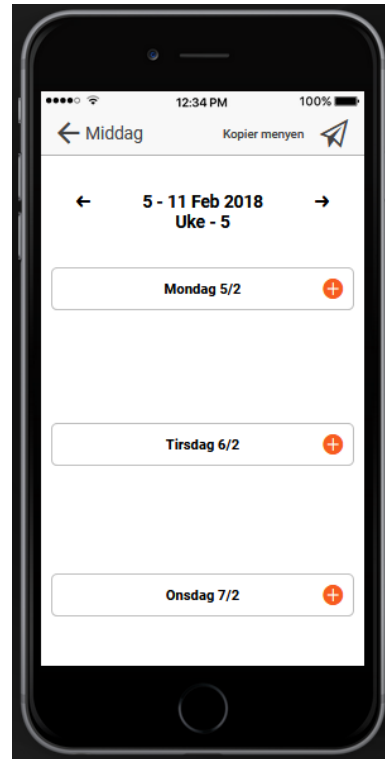 12:34 PM
100%
Middag
Kopier menyen
5 - 11 Feb 2018
Uke - 5
Mondag 5/2
Tirsdag 6/2
Onsdag 7/2